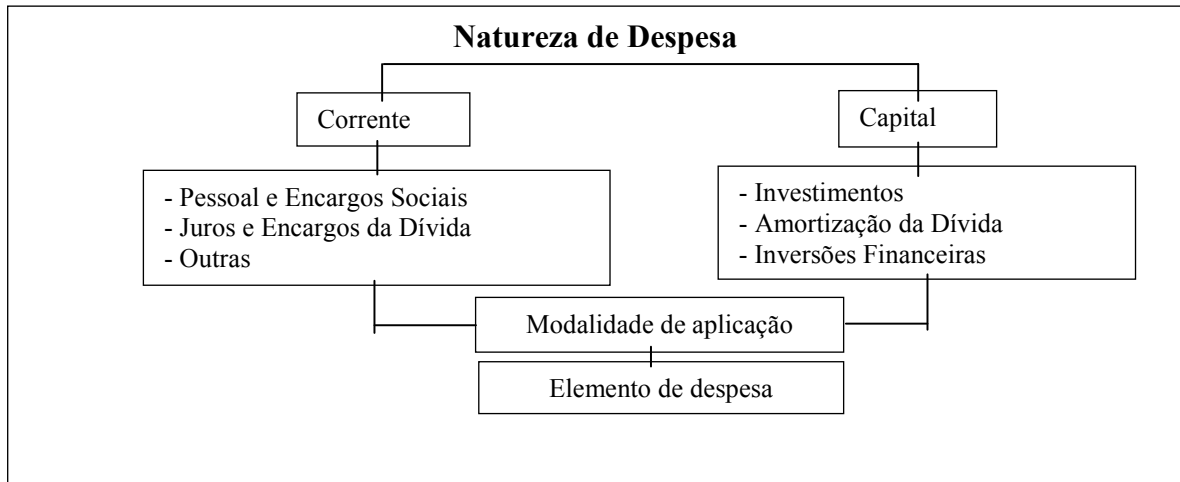 Natureza de Despesa
Corrente
Capital
- Pessoal e Encargos Sociais
- Juros e Encargos da Dívida
- Outras
- Investimentos
- Amortização da Dívida
- Inversões Financeiras
Modalidade de aplicação
Elemento de despesa